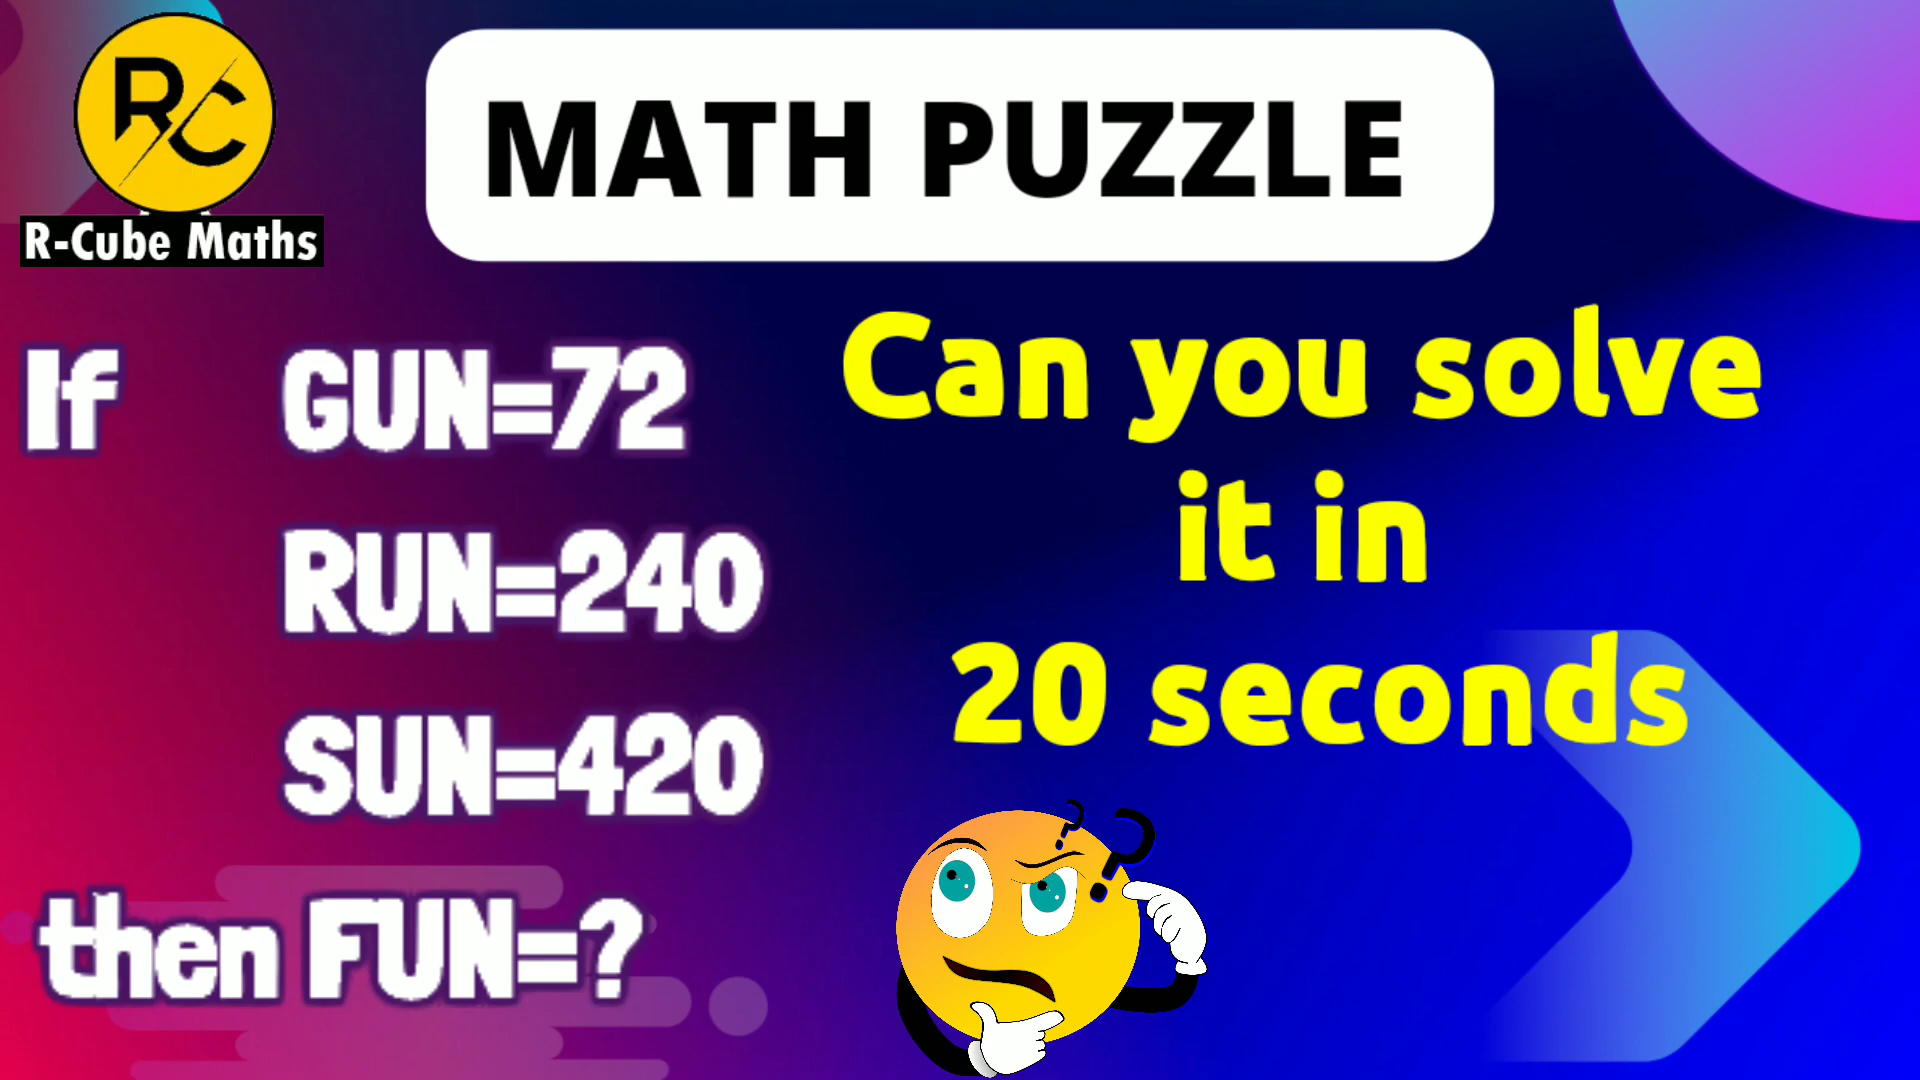 RC
R-Cube Maths
MATH PUZZLE
If GUN=72
RUN=240
SUN=420
then FUN=?
Can you solve
it in
20 seconds
? ?